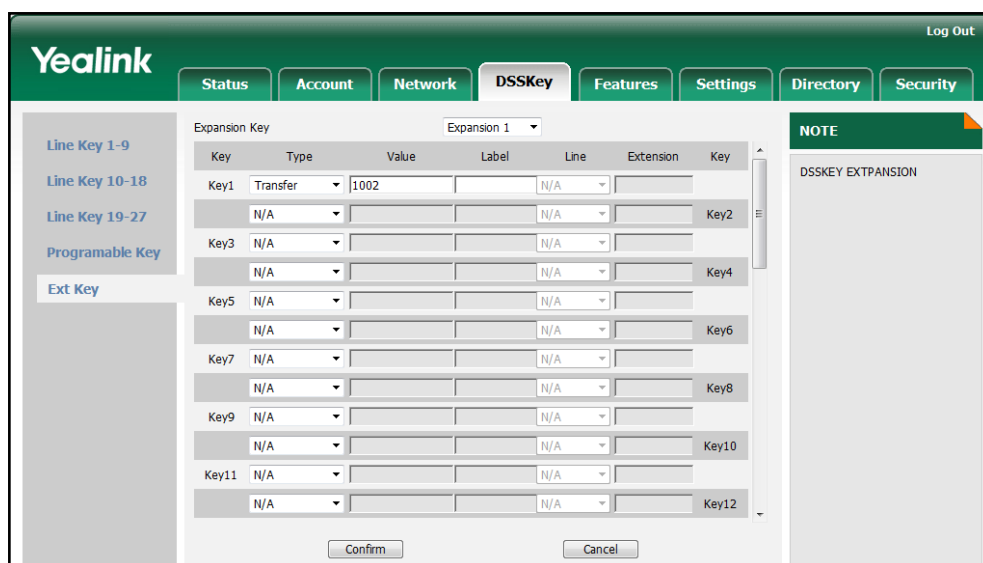 Log Out
Yealink
Status Account Network DSSKey Features Settings Directory Security
Line Key 1-9
Line Key 10-18
Line Key 19-27
Programable Key
Ext Key
Expansion Key Expansion 1
Key Type Value Label Line Extension Key
Key1 Transfer 1002 N/A
N/A N/A Key2
Key3 N/A N/A
N/A N/A Key4
Key5 N/A N/A
N/A N/A Key6
Key7 N/A N/A
N/A N/A Key8
Key9 N/A N/A
N/A N/A Key10
Key11 N/A N/A
N/A N/A Key12
Confirm Cancel
NOTE
DSSKEY EXTPANSION